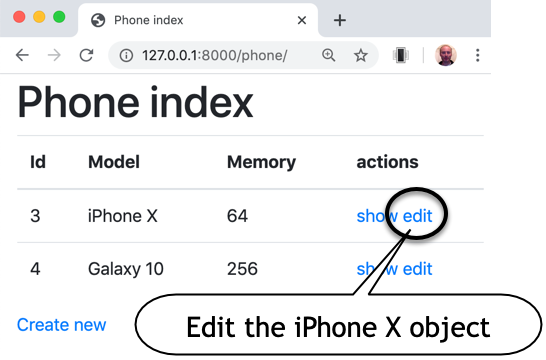 Phone index
127.0.0.1:8000/phone/
Phone index
Id Model Memory actions
3 iPhone X 64 show edit
4 Galaxy 10 256 show edit
Create new
Edit the iPhone X object